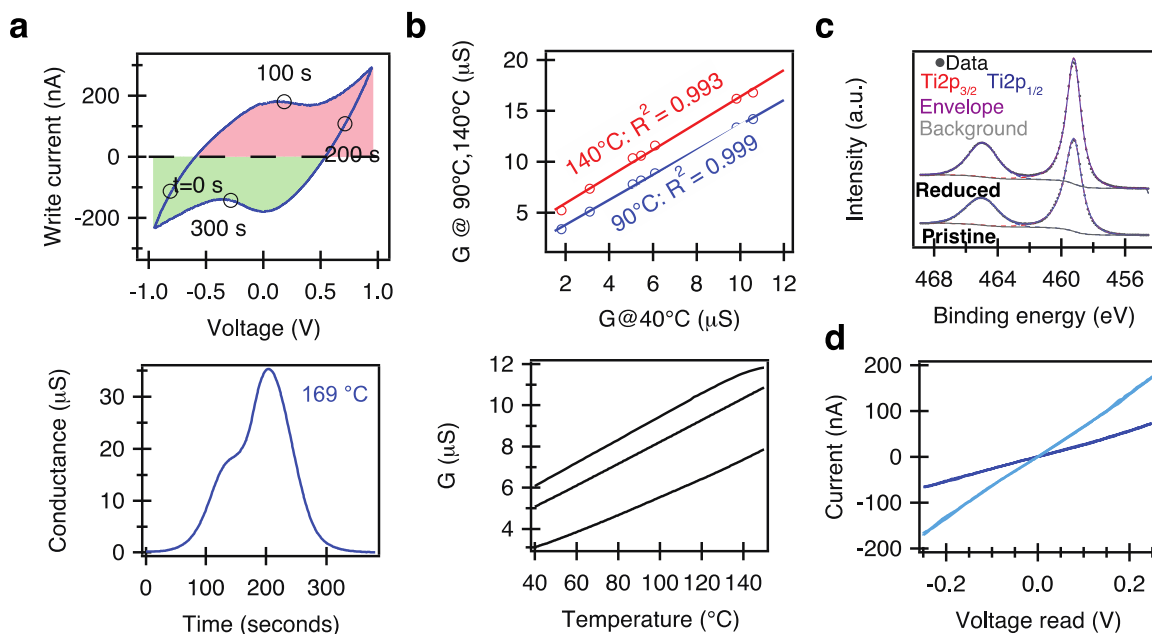 a
Write current (nA)
200
0
-200
100 s
200 s
t=0 s
300 s
-1.0 -0.5 0.0 0.5 1.0
Voltage (V)
Conductance (μS)
30
20
10
0
169 °C
0 100 200 300
Time (seconds)
b
G @ 90°C,140°C (μS)
20
15
10
5
140°C: R² = 0.993
90°C: R² = 0.999
2 4 6 8 10 12
G@40°C (μS)
G (μS)
12
10
8
6
4
40 60 80 100 120 140
Temperature (°C)
c
Intensity (a.u.)
Data
Ti2p3/2 Ti2p1/2
Envelope
Background
Reduced
Pristine
468 464 460 456
Binding energy (eV)
d
Current (nA)
200
100
0
-100
-200
-0.2 0.0 0.2
Voltage read (V)